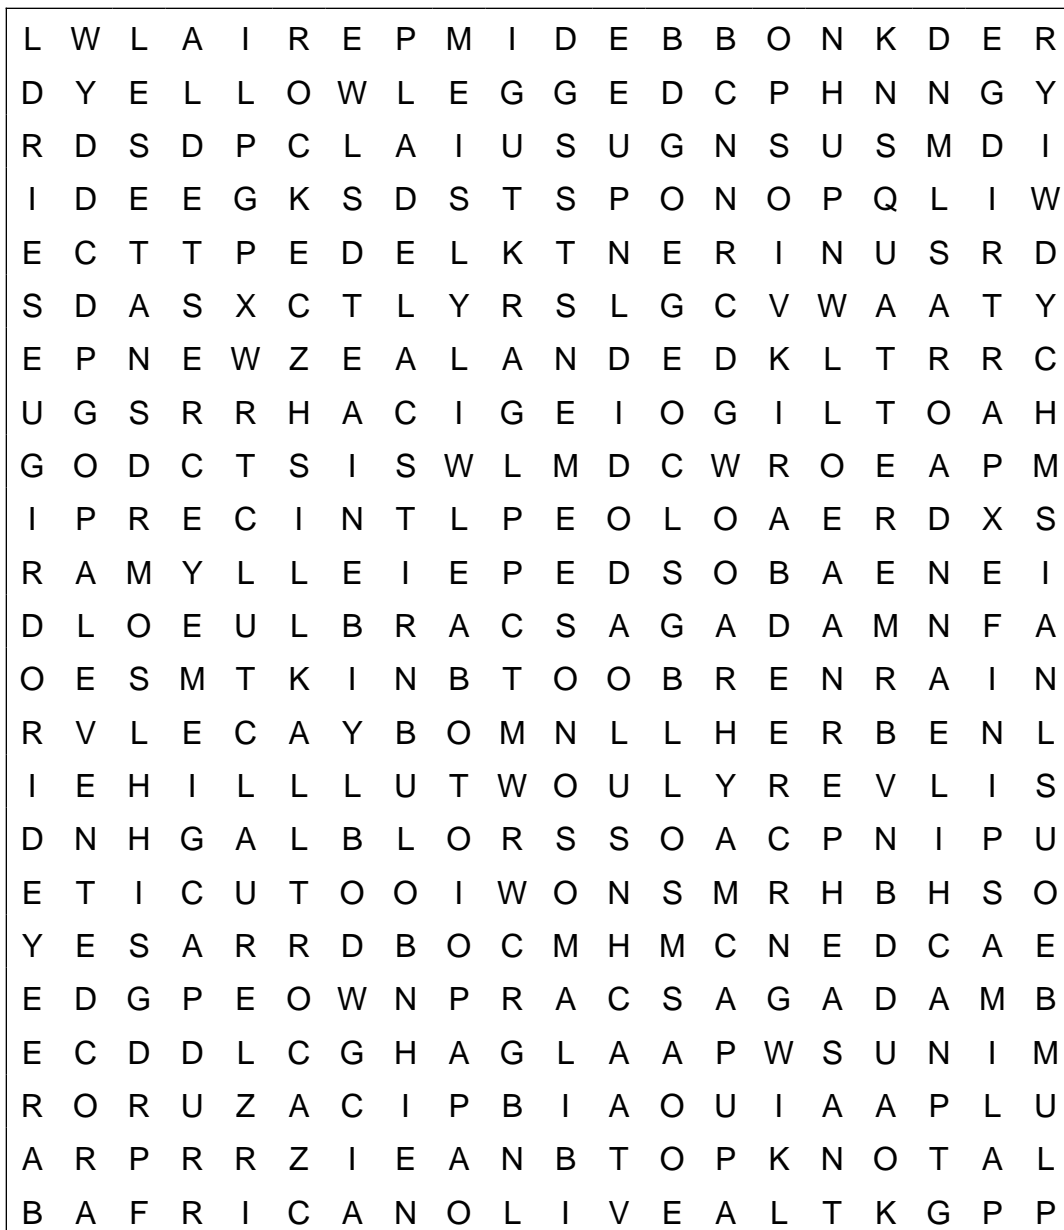 L W L A I R E P M I D E B B O N K D E R
D Y E L L O W L E G G E D C P H N N G Y
R D S D P C L A I U S U G N S U S M D I
I D E E G K S D S T S P O N O P Q L I W
E C T T P E D E L K T N E R I N U S R D
S D A S X C T L Y R S L G C V W A A T Y
E P N E W Z E A L A N D E D K L T R R C
U G S R R H A C I G E I O G I L T O A H
G O D C T S I S W L M D C W R O E A P M
I P R E C I N T L P E O L O A E R D X S
R A M Y L L E I E P E D S O B A E N E I
D L O E U L B R A C S A G A D A M N F A
O E S M T K I N B T O O B R E N R A I N
R V L E C A Y B O M N L L H E R B E N L
I E H I L L L U T W O U L Y R E V L I S
D N H G A L B L O R S S O A C P N I P U
E T I C U T O O I W O N S M R H B H S O
Y E S A R R D B O C M H M C N E D C A E
E D G P E O W N P R A C S A G A D A M B
E C D D L C G H A G L A A P W S U N I M
R O R U Z A C I P B I A O U I A A P L U
A R P R R Z I E A N B T O P K N O T A L
B A F R I C A N O L I V E A L T K G P P